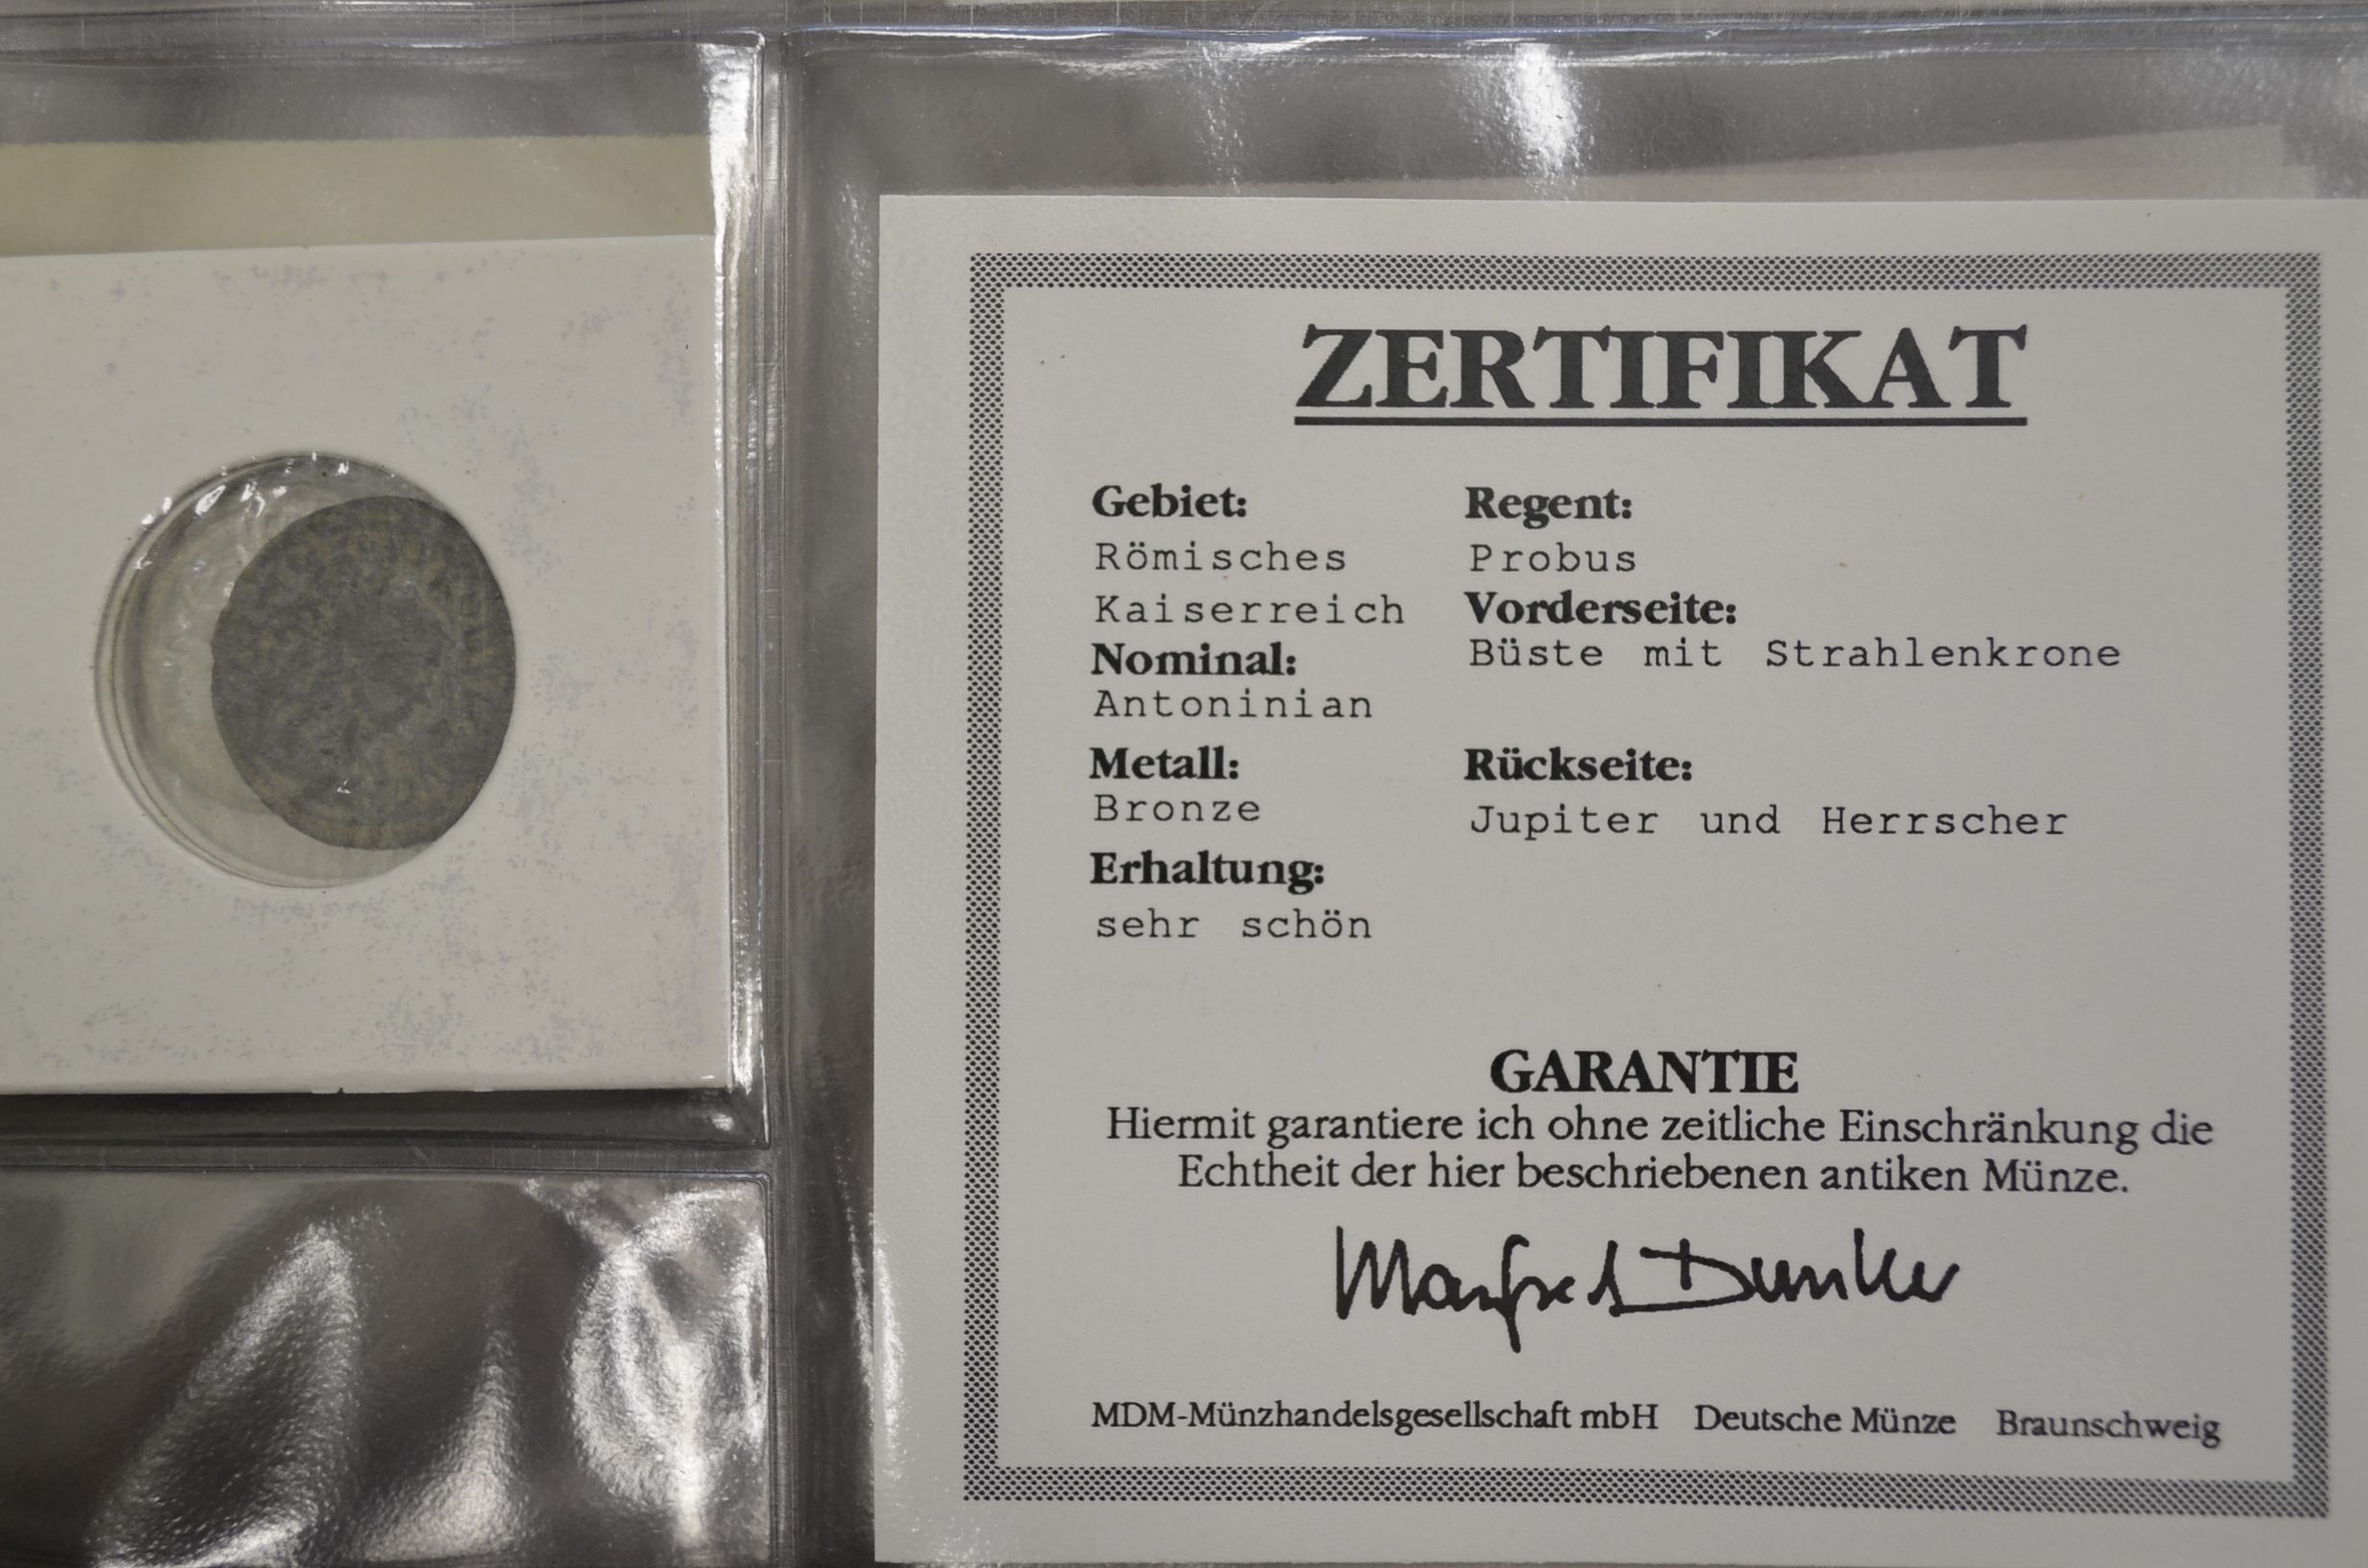 ZERTIFIKAT
Gebiet:
Römisches
Kaiserreich
Nominal:
Antoninian
Metall:
Bronze
Erhaltung:
sehr schön
Regent:
Probus
Vorderseite:
Büste mit Strahlenkrone
Rückseite:
Jupiter und Herrscher
GARANTIE
Hiermit garantiere ich ohne zeitliche Einschränkung die
Echtheit der hier beschriebenen antiken Münze.
Manfred Dunker
MDM-Münzhandelsgesellschaft mbH Deutsche Münze Braunschweig